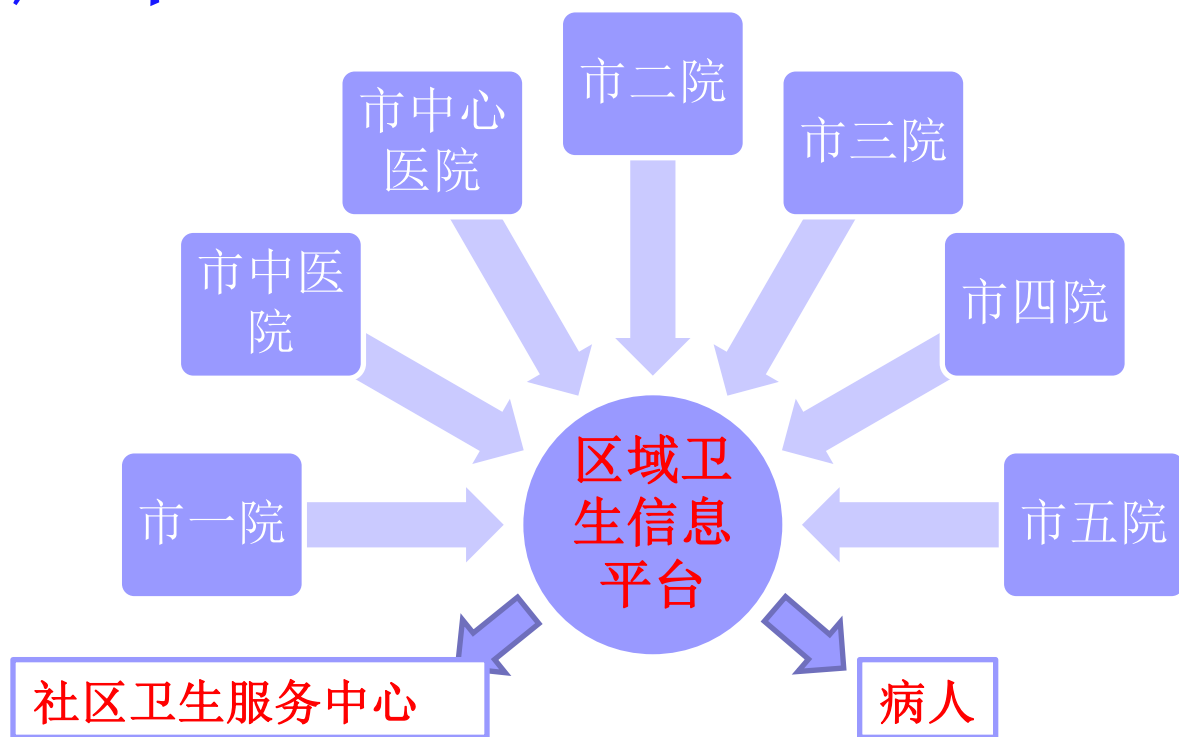 市二院
市中心
医院
市三院
市中医
院
市四院
区域卫
生信息
平台
市一院
市五院
社区卫生服务中心
病人